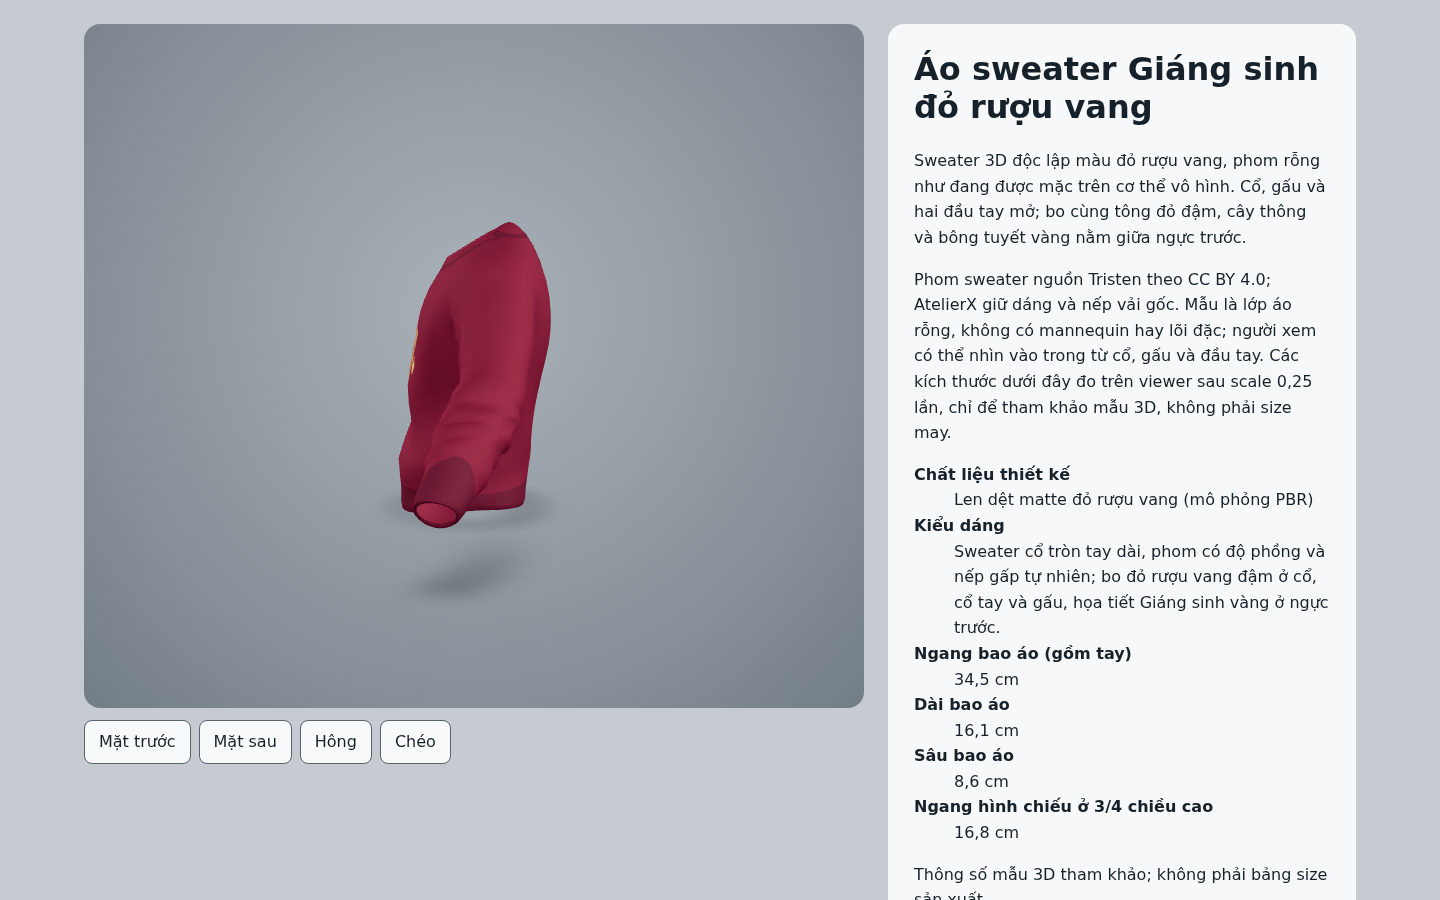 Áo sweater Giáng sinh
đỏ rượu vang
Sweater 3D độc lập màu đỏ rượu vang, phom rỗng
như đang được mặc trên cơ thể vô hình. Cổ, gấu và
hai đầu tay mở; bo cùng tông đỏ đậm, cây thông
và bông tuyết vàng nằm giữa ngực trước.
Phom sweater nguồn Tristen theo CC BY 4.0;
AtelierX giữ dáng và nếp vải gốc. Mẫu là lớp áo
rỗng, không có mannequin hay lõi đặc; người xem
có thể nhìn vào trong từ cổ, gấu và đầu tay. Các
kích thước dưới đây đo trên viewer sau scale 0,25
lần, chỉ để tham khảo mẫu 3D, không phải size
may.
Chất liệu thiết kế
Len dệt matte đỏ rượu vang (mô phỏng PBR)
Kiểu dáng
Sweater cổ tròn tay dài, phom có độ phồng và
nếp gấp tự nhiên; bo đỏ rượu vang đậm ở cổ,
cổ tay và gấu, họa tiết Giáng sinh vàng ở ngực
trước.
Ngang bao áo (gồm tay)
34,5 cm
Dài bao áo
16,1 cm
Sâu bao áo
8,6 cm
Ngang hình chiếu ở 3/4 chiều cao
16,8 cm
Thông số mẫu 3D tham khảo; không phải bảng size
sản xuất.
Mặt trước
Mặt sau
Hông
Chéo